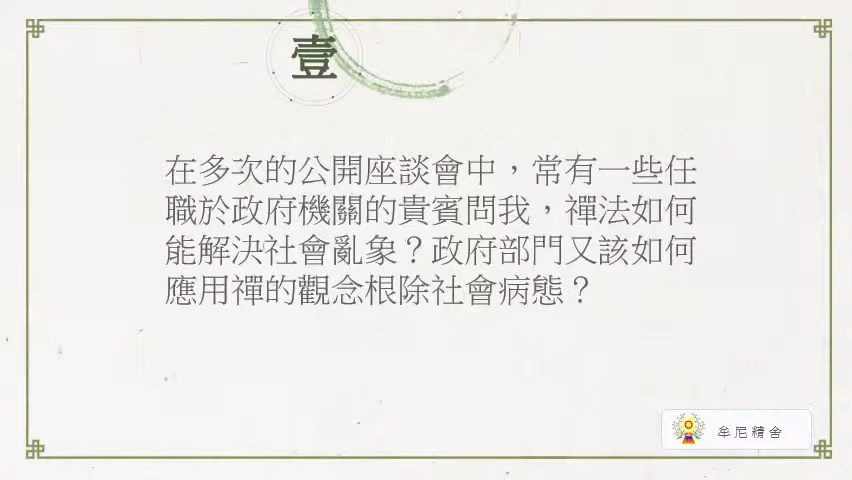 壹
在多次的公開座談會中，常有一些任
職於政府機關的貴賓問我，禪法如何
能解決社會亂象？政府部門又該如何
應用禪的觀念根除社會病態？
牟尼精舍